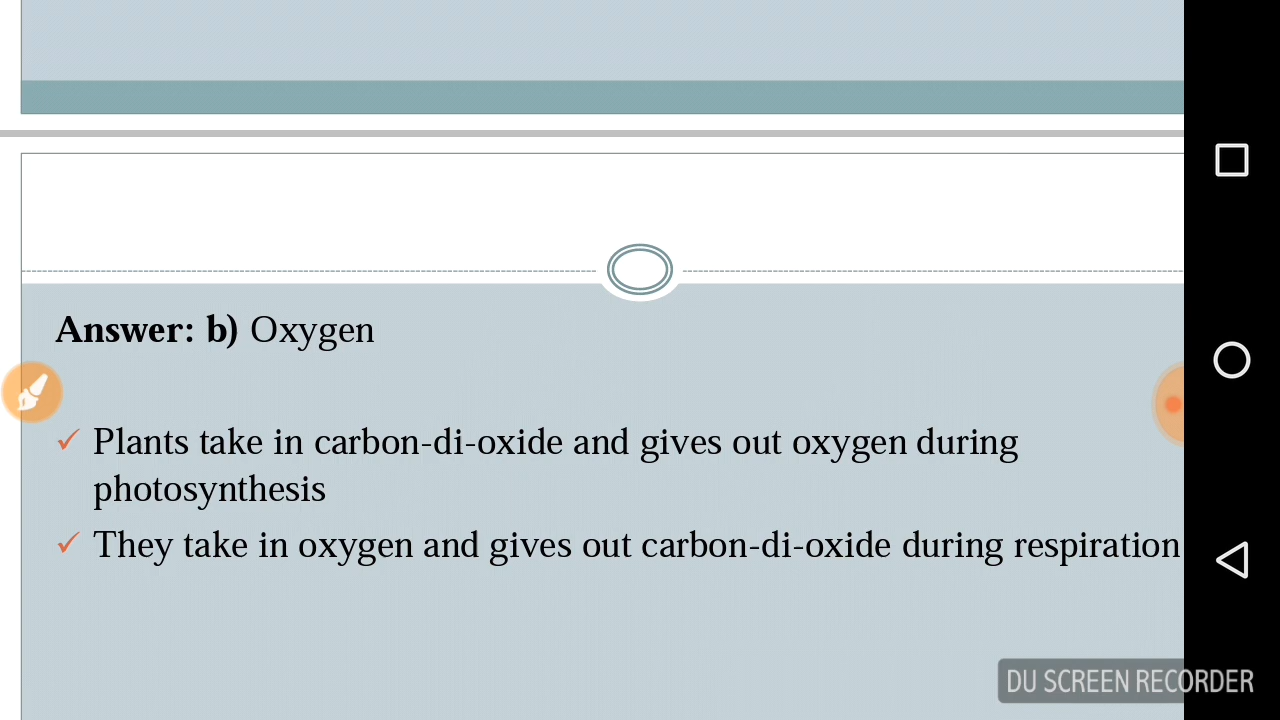 Answer: b) Oxygen
Plants take in carbon-di-oxide and gives out oxygen during
photosynthesis
They take in oxygen and gives out carbon-di-oxide during respiration
DU SCREEN RECORDER